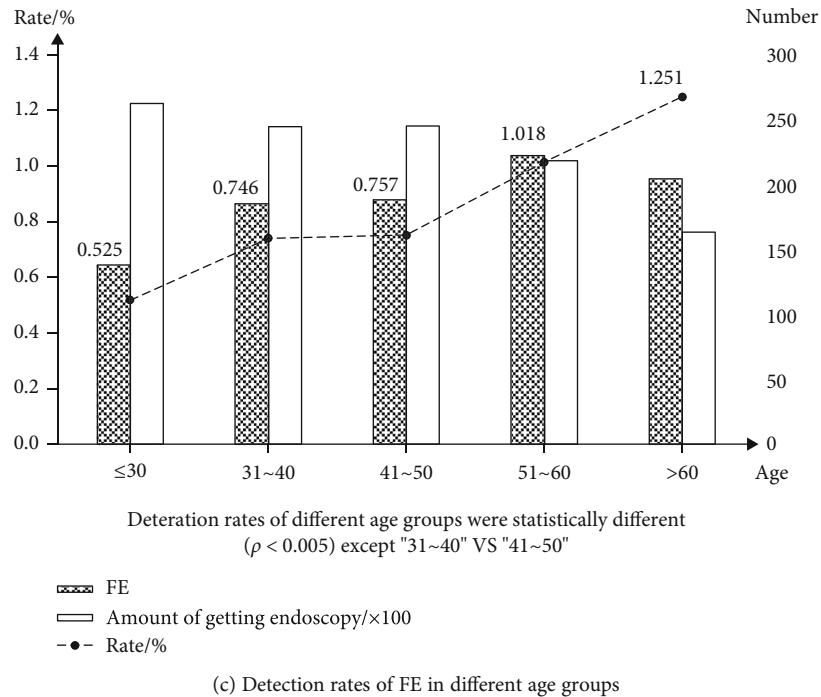 Rate/%
Number
1.4
1.2
1.0
0.8
0.6
0.4
0.2
0.0
300
250
200
150
100
50
0
0.525
0.746
0.757
1.018
1.251
≤30
31~40
41~50
51~60
>60
Age
Deteration rates of different age groups were statistically different
(ρ < 0.005) except "31~40" VS "41~50"
FE
Amount of getting endoscopy/×100
Rate/%
(c) Detection rates of FE in different age groups